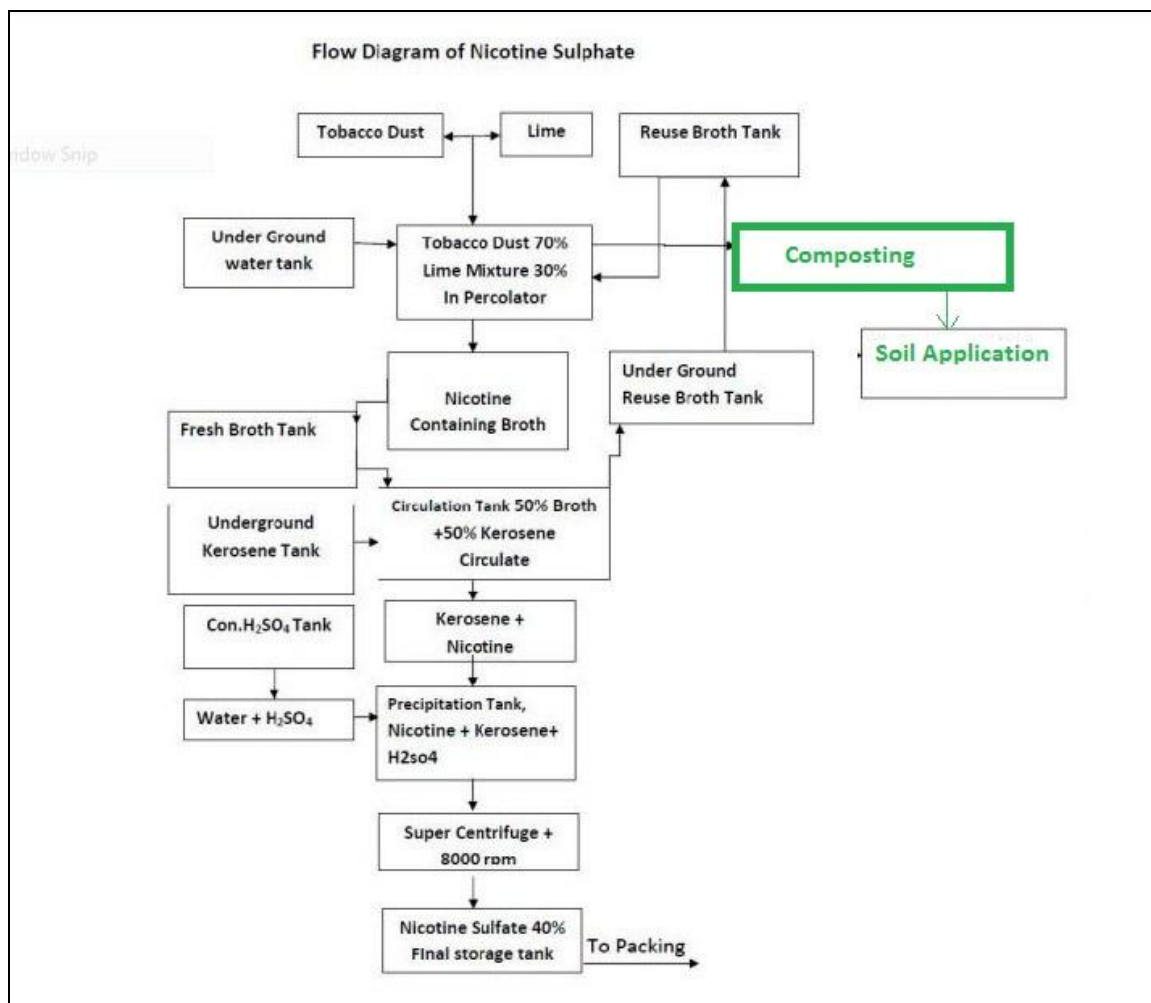 Flow Diagram of Nicotine Sulphate
Tobacco Dust
Lime
Reuse Broth Tank
ndow Snip
Under Ground
water tank
Tobacco Dust 70%
Lime Mixture 30%
In Percolator
Composting
Soil Application
Under Ground
Reuse Broth Tank
Nicotine
Containing Broth
Fresh Broth Tank
Circulation Tank 50% Broth
+50% Kerosene
Circulate
Underground
Kerosene Tank
Con.H₂SO₄ Tank
Kerosene +
Nicotine
Water + H₂SO₄
Precipitation Tank,
Nicotine + Kerosene+
H2so4
Super Centrifuge +
8000 rpm
Nicotine Sulfate 40%
Final storage tank
To Packing